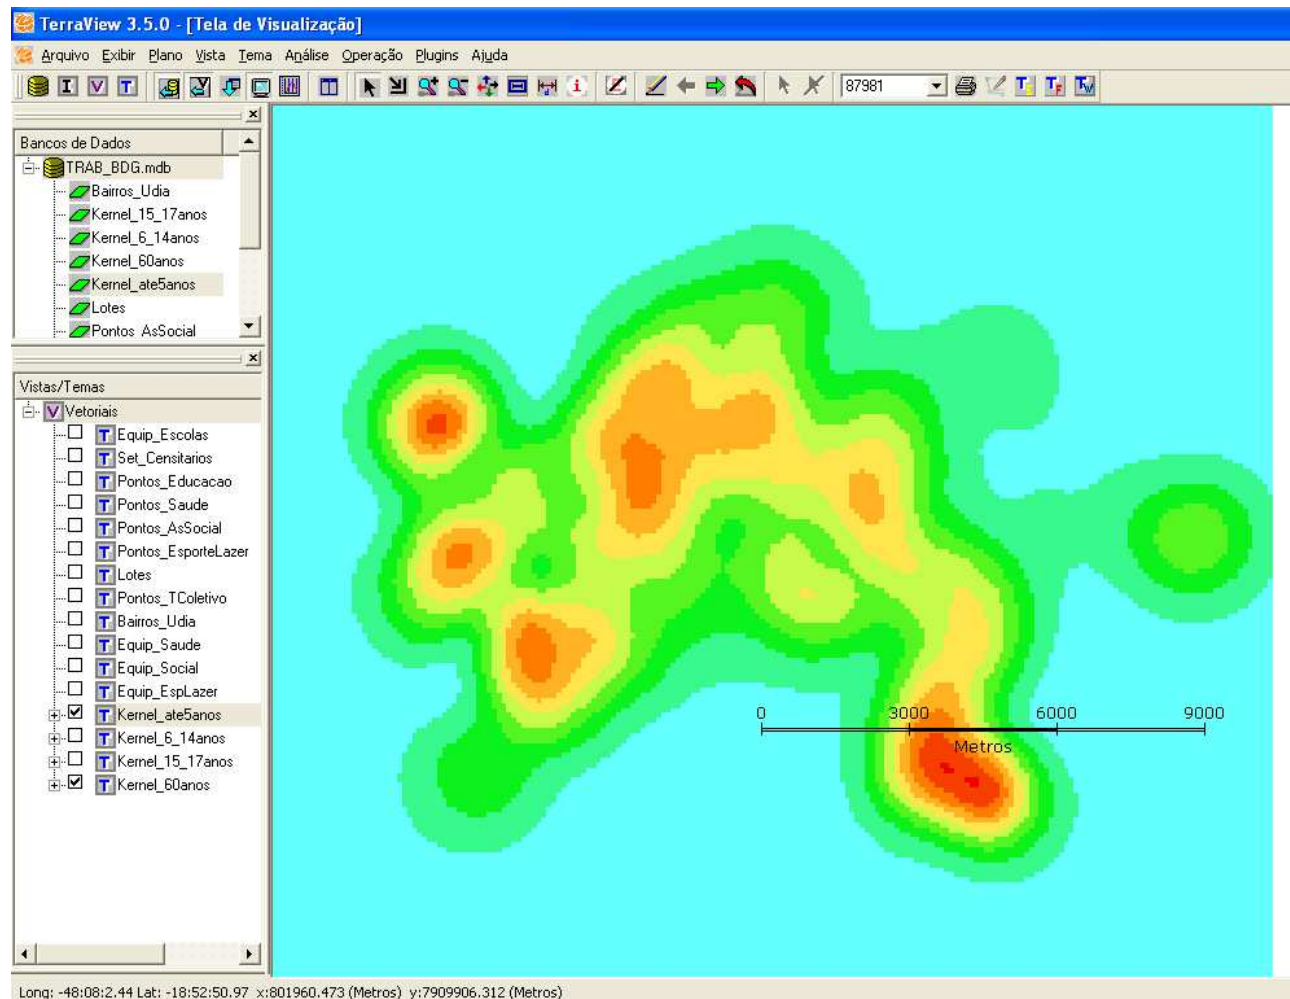 TerraView 3.5.0 - [Tela de Visualização]
Arquivo Exibir Plano Vista Tema Análise Operação Plugins Ajuda
87981
Bancos de Dados
TRAB_BDG.mdb
Bairros_Udia
Kernel_15_17anos
Kernel_6_14anos
Kernel_60anos
Kernel_ate5anos
Lotes
Pontos_AsSocial
Vistas/Temas
Vetoriais
Equip_Escolas
Set_Censitarios
Pontos_Educacao
Pontos_Saude
Pontos_AsSocial
Pontos_EsporteLazer
Lotes
Pontos_TColetivo
Bairros_Udia
Equip_Saude
Equip_Social
Equip_EspLazer
Kernel_ate5anos
Kernel_6_14anos
Kernel_15_17anos
Kernel_60anos
0 3000 6000 9000
Metros
Long: -48:08:2.44 Lat: -18:52:50.97 x:801960.473 (Metros) y:7909906.312 (Metros)